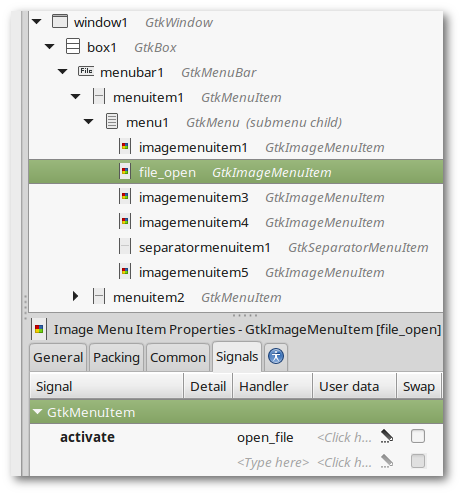 window1 GtkWindow
box1 GtkBox
File menubar1 GtkMenuBar
menuitem1 GtkMenuItem
menu1 GtkMenu (submenu child)
imagemenuitem1 GtkImageMenuItem
file_open GtkImageMenuItem
imagemenuitem3 GtkImageMenuItem
imagemenuitem4 GtkImageMenuItem
separatormenuitem1 GtkSeparatorMenuItem
imagemenuitem5 GtkImageMenuItem
menuitem2 GtkMenuItem
Image Menu Item Properties - GtkImageMenuItem [file_open]
General Packing Common Signals
Signal Detail Handler User data Swap
GtkMenuItem
activate open_file <Click h...
<Type here> <Click h...